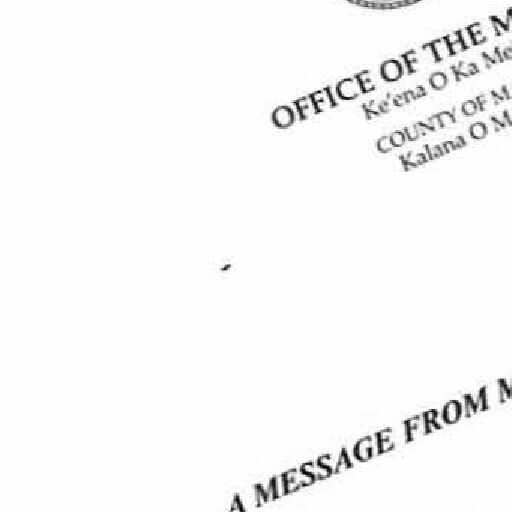 OFFICE OF THE M
Ke'ena O Ka Me
COUNTY OF M
Kalana O M
A MESSAGE FROM M